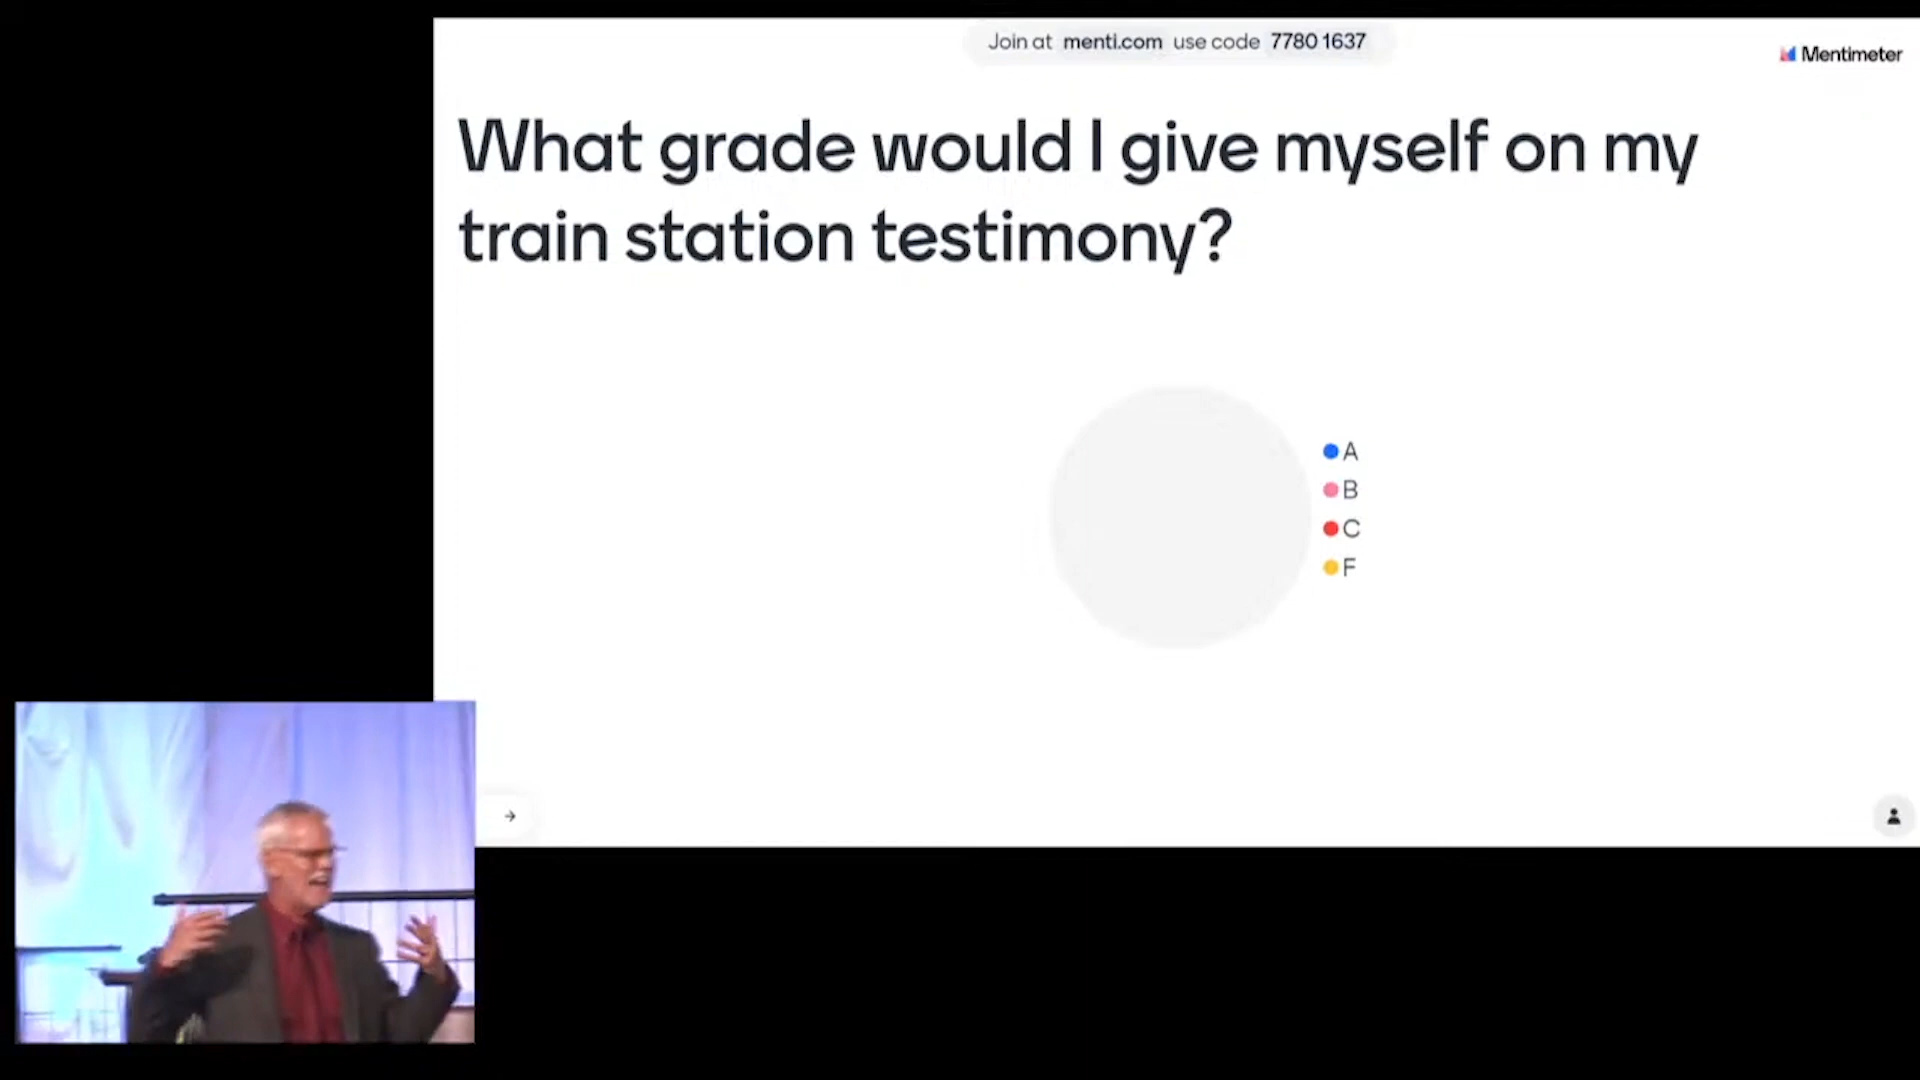 Join at menti.com use code 7780 1637
Mentimeter
What grade would I give myself on my
train station testimony?
A
B
C
F